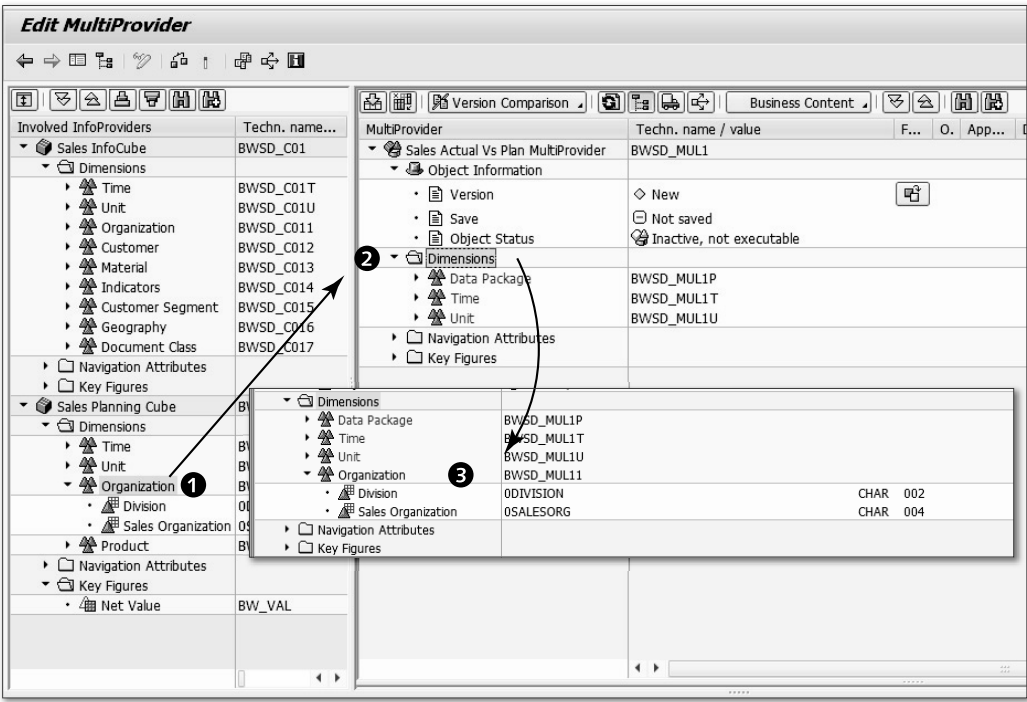 Edit MultiProvider
Version Comparison
Business Content
Involved InfoProviders Techn. name...
Sales InfoCube BWSD_C01
Dimensions
Time BWSD_C01T
Unit BWSD_C01U
Organization BWSD_C011
Customer BWSD_C012
Material BWSD_C013
Indicators BWSD_C014
Customer Segment BWSD_C015
Geography BWSD_C016
Document Class BWSD_C017
Navigation Attributes
Key Figures
Sales Planning Cube
Dimensions
Time
Unit
Organization 1
Division
Sales Organization
Product
Navigation Attributes
Key Figures
Net Value BW_VAL
MultiProvider Techn. name / value F... O. App...
Sales Actual Vs Plan MultiProvider BWSD_MUL1
Object Information
Version New
Save Not saved
Object Status Inactive, not executable
2 Dimensions
Data Package BWSD_MUL1P
Time BWSD_MUL1T
Unit BWSD_MUL1U
Navigation Attributes
Key Figures
Dimensions
Data Package BWSD_MUL1P
Time BWSD_MUL1T
Unit BWSD_MUL1U
Organization 3 BWSD_MUL11
Division 0DIVISION CHAR 002
Sales Organization 0SALESORG CHAR 004
Navigation Attributes
Key Figures